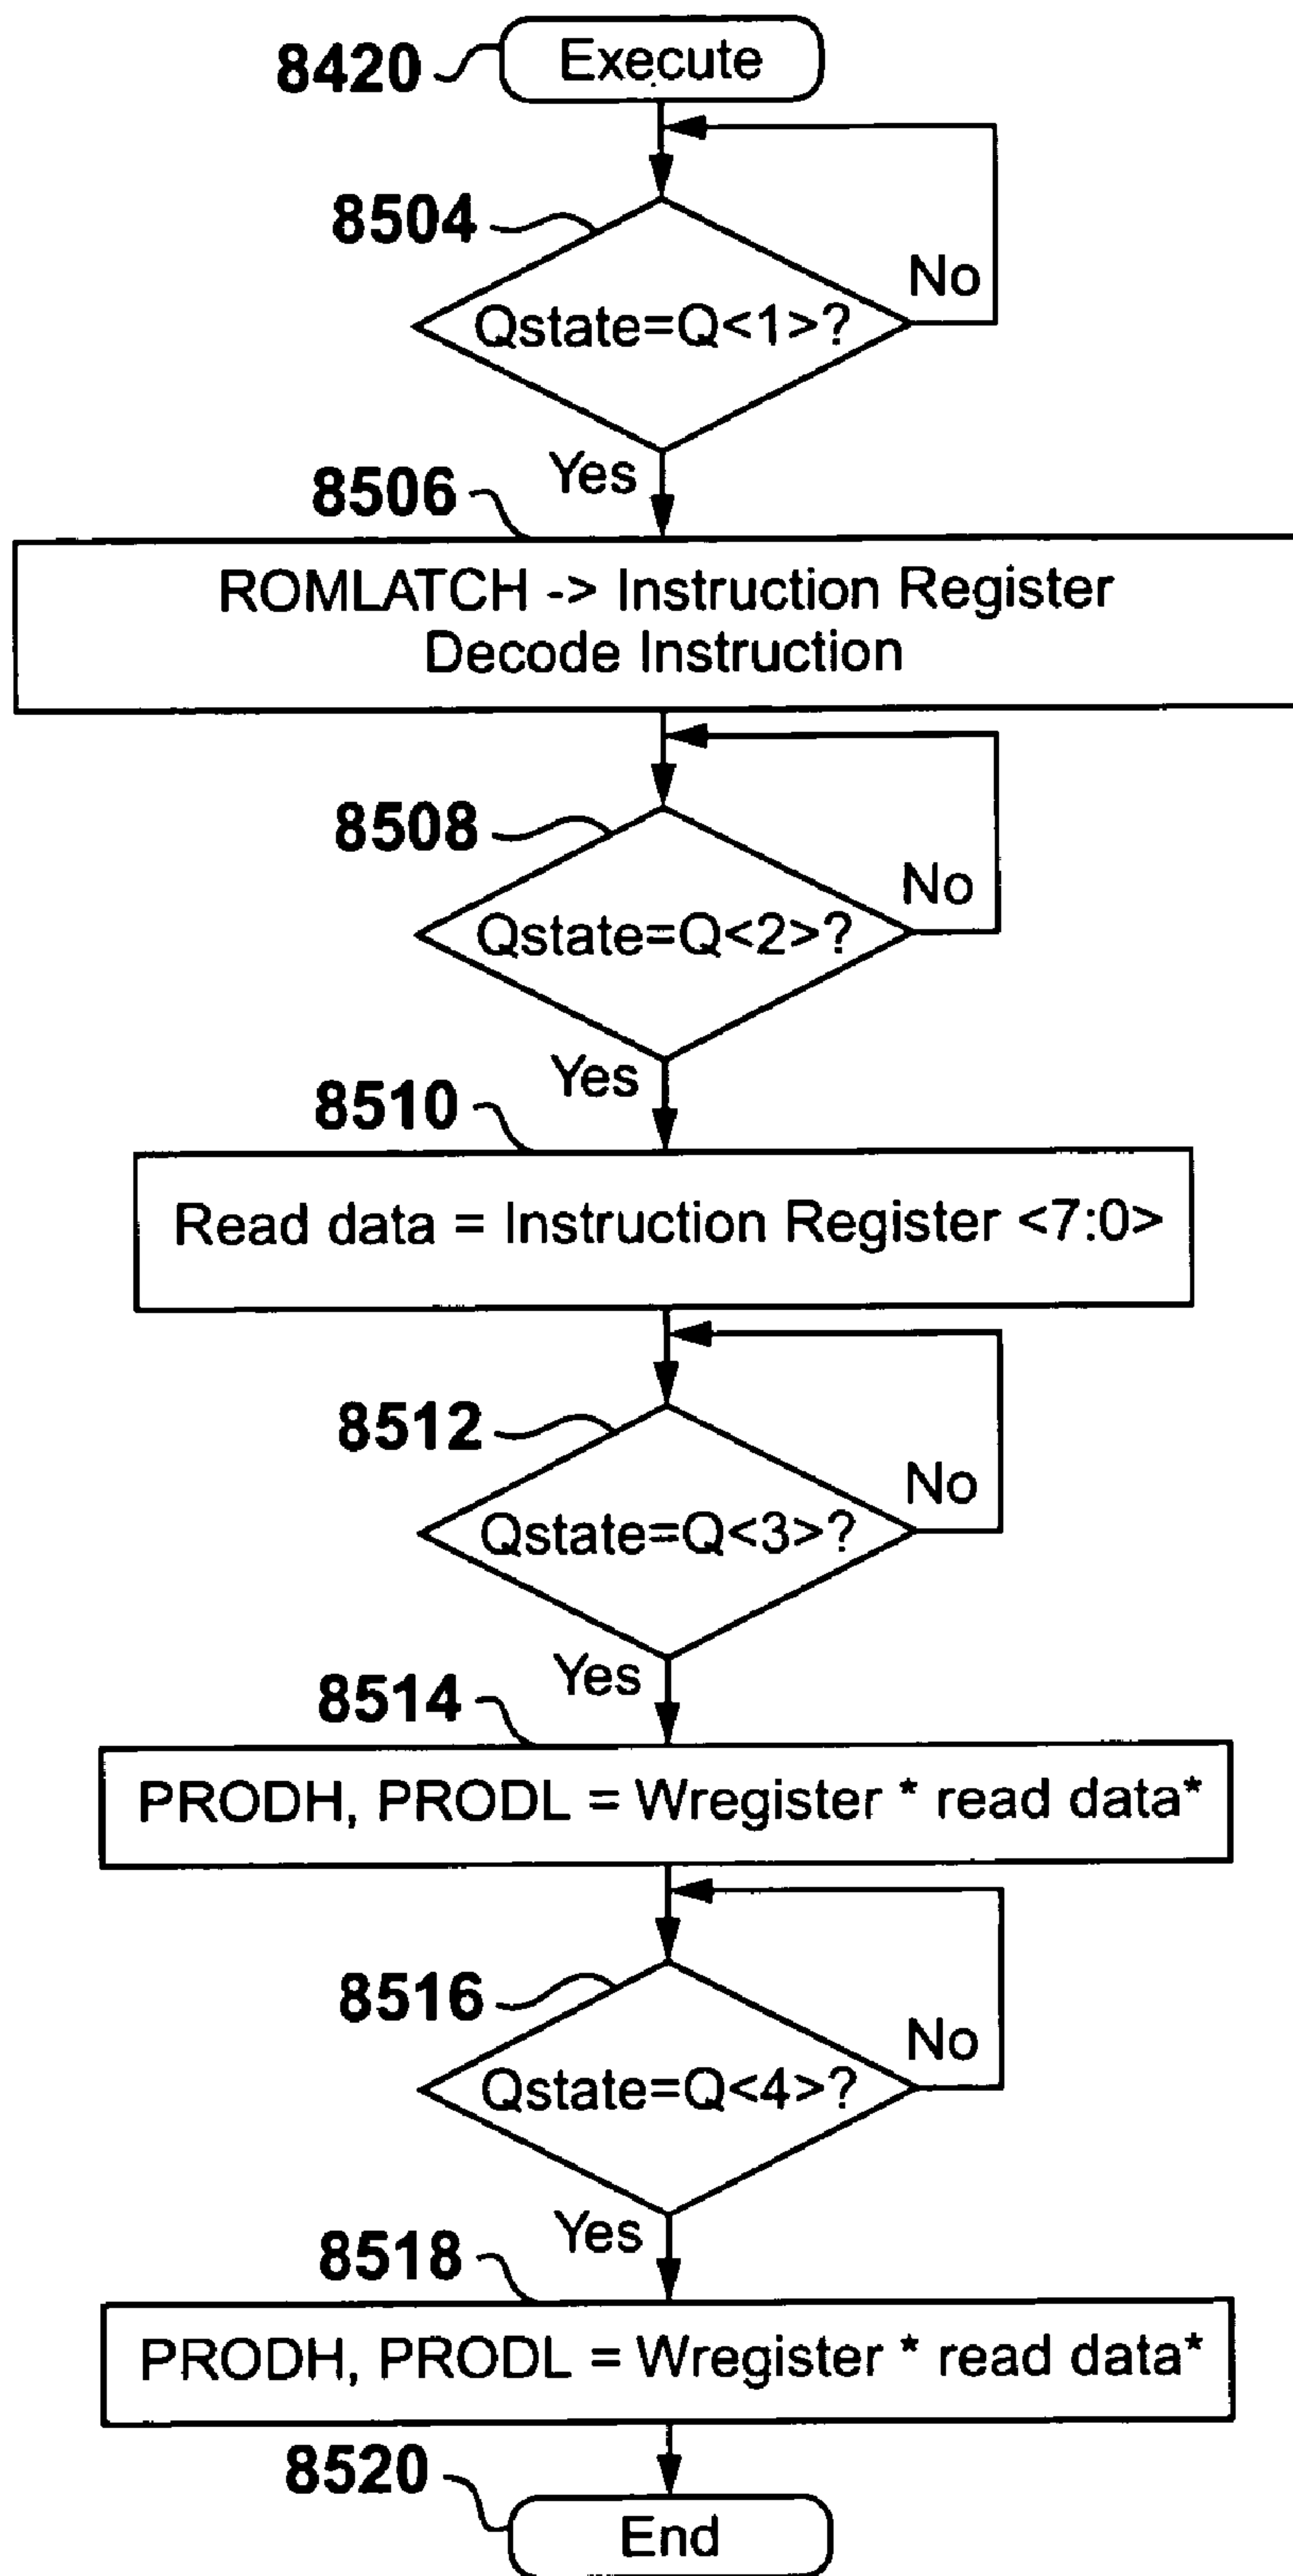 8420
Execute
8504
No
Qstate=Q<1>?
Yes
8506
ROMLATCH -> Instruction Register
Decode Instruction
8508
No
Qstate=Q<2>?
Yes
8510
Read data = Instruction Register <7:0>
8512
No
Qstate=Q<3>?
Yes
8514
PRODH, PRODL = Wregister * read data*
8516
No
Qstate=Q<4>?
Yes
8518
PRODH, PRODL = Wregister * read data*
8520
End